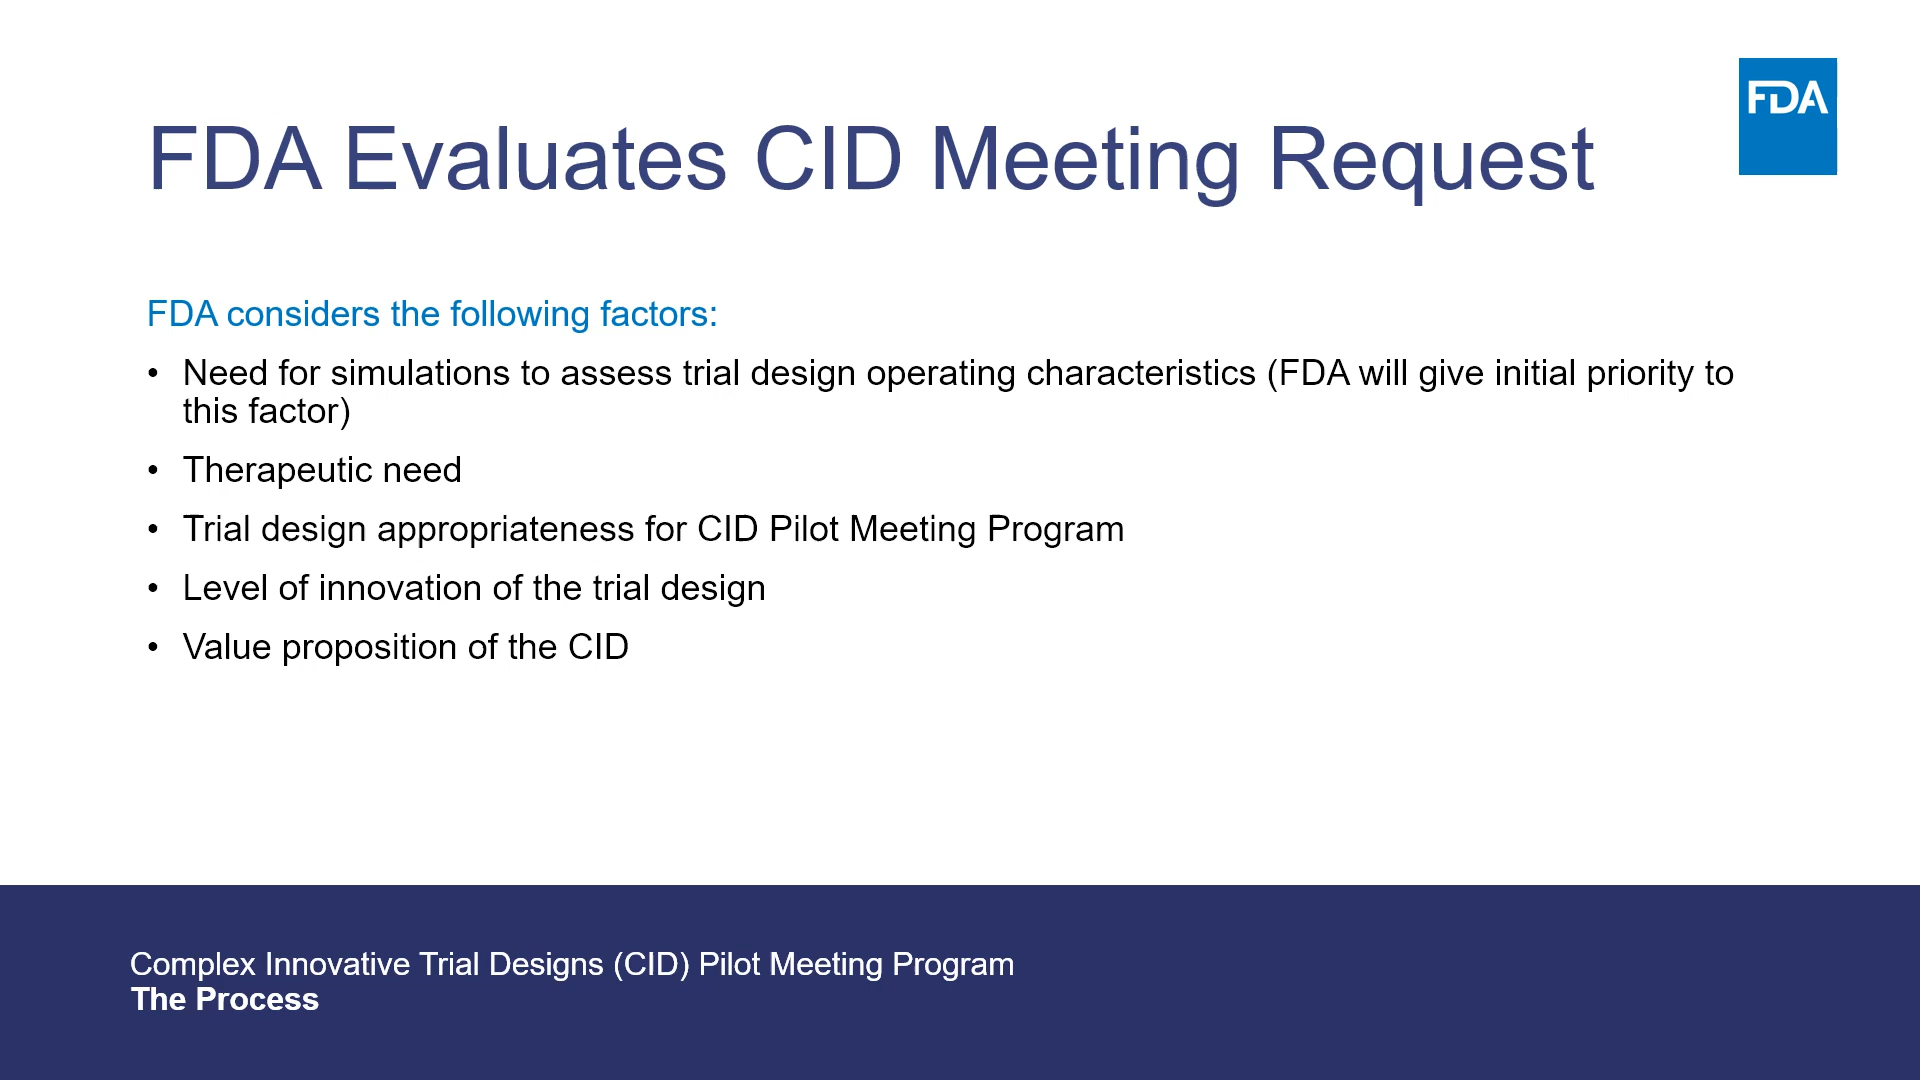 FDA
FDA Evaluates CID Meeting Request
FDA considers the following factors:
• Need for simulations to assess trial design operating characteristics (FDA will give initial priority to
this factor)
• Therapeutic need
• Trial design appropriateness for CID Pilot Meeting Program
• Level of innovation of the trial design
• Value proposition of the CID
Complex Innovative Trial Designs (CID) Pilot Meeting Program
The Process